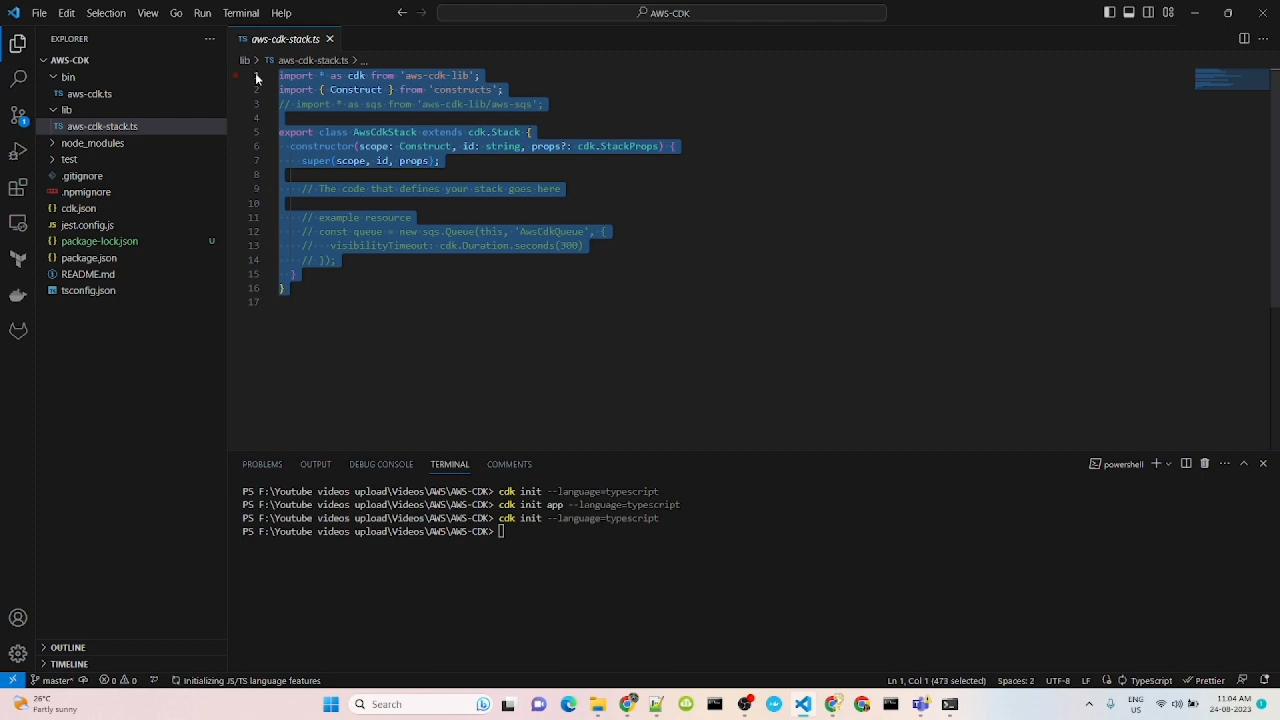 File Edit Selection View Go Run Terminal Help
AWS-CDK
EXPLORER
AWS-CDK
bin
TS aws-cdk.ts
lib
TS aws-cdk-stack.ts
node_modules
test
.gitignore
.npmignore
cdk.json
JS jest.config.js
package-lock.json U
package.json
README.md
tsconfig.json
OUTLINE
TIMELINE
TS aws-cdk-stack.ts
lib > TS aws-cdk-stack.ts > ...
import * as cdk from 'aws-cdk-lib';
2 import { Construct } from 'constructs';
3 // import * as sqs from 'aws-cdk-lib/aws-sqs';
4
5 export class AwsCdkStack extends cdk.Stack {
6 constructor(scope: Construct, id: string, props?: cdk.StackProps) {
7 super(scope, id, props);
8
9 // The code that defines your stack goes here
10
11 // example resource
12 // const queue = new sqs.Queue(this, 'AwsCdkQueue', {
13 // visibilityTimeout: cdk.Duration.seconds(300)
14 // });
15 }
16 }
17
PROBLEMS OUTPUT DEBUG CONSOLE TERMINAL COMMENTS
powershell
PS F:\Youtube videos upload\Videos\AWS\AWS-CDK> cdk init --language=typescript
PS F:\Youtube videos upload\Videos\AWS\AWS-CDK> cdk init app --language=typescript
PS F:\Youtube videos upload\Videos\AWS\AWS-CDK> cdk init --language=typescript
PS F:\Youtube videos upload\Videos\AWS\AWS-CDK>
master* 0 0 Initializing JS/TS language features
Ln 1, Col 1 (473 selected) Spaces: 2 UTF-8 LF TypeScript Prettier
26°C
Partly sunny
Search
ENG
US
11:04 AM
24-08-2023